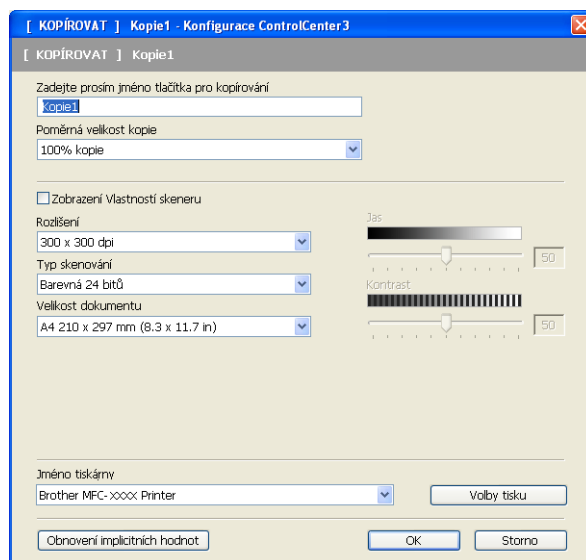 [ KOPÍROVAT ] Kopie1 - Konfigurace ControlCenter3
[ KOPÍROVAT ] Kopie1
Zadejte prosím jméno tlačítka pro kopírování
Kopie1
Poměrná velikost kopie
100% kopie
Zobrazení Vlastností skeneru
Rozlišení
300 x 300 dpi
Typ skenování
Barevná 24 bitů
Velikost dokumentu
A4 210 x 297 mm (8.3 x 11.7 in)
Jas
50
Kontrast
50
Jméno tiskárny
Brother MFC-XXXX Printer
Volby tisku
Obnovení implicitních hodnot
OK
Storno